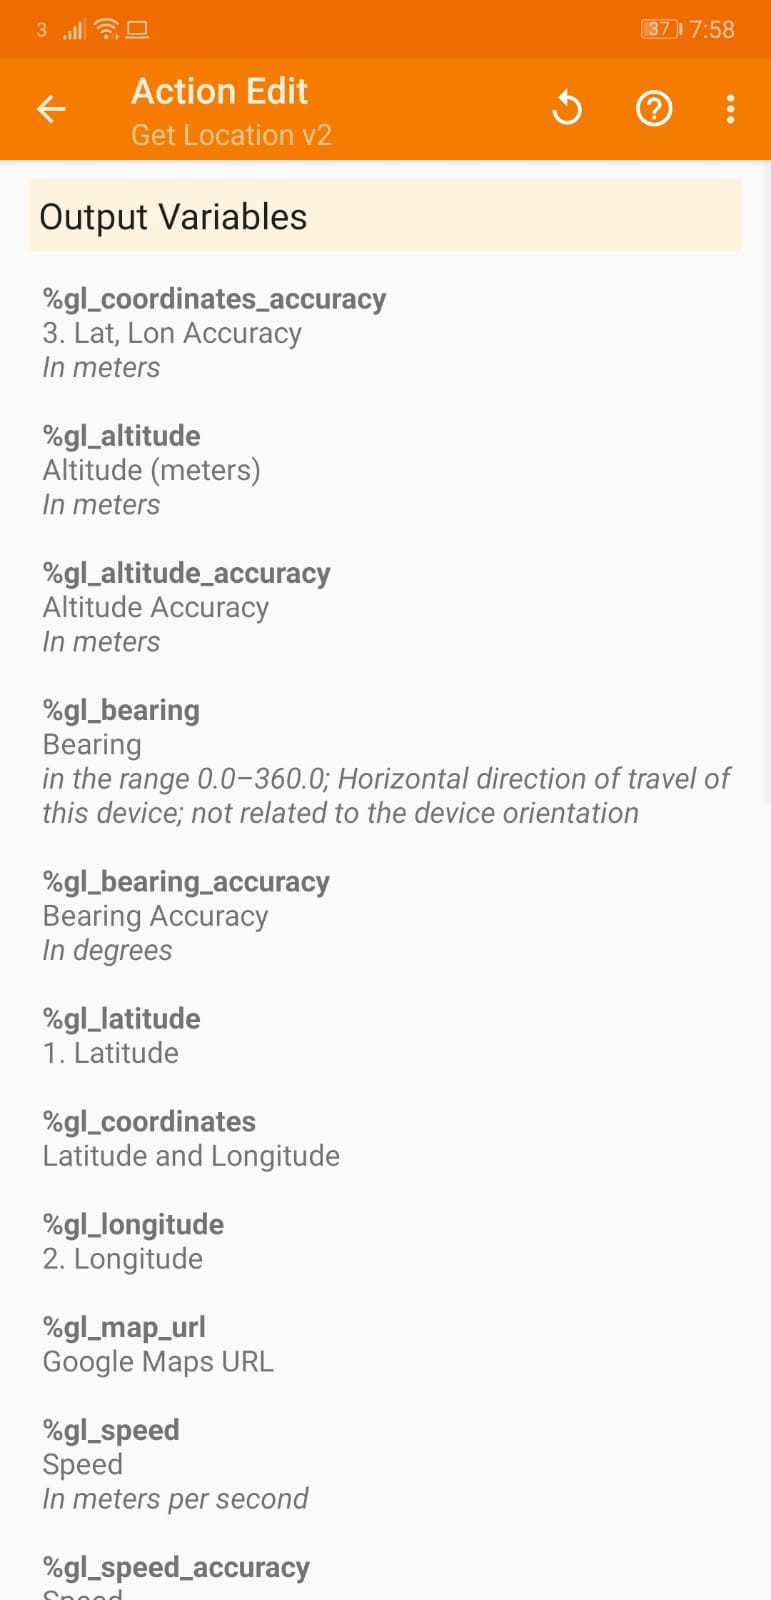 3
37 7:58
Action Edit
Get Location v2
Output Variables
%gl_coordinates_accuracy
3. Lat, Lon Accuracy
In meters
%gl_altitude
Altitude (meters)
In meters
%gl_altitude_accuracy
Altitude Accuracy
In meters
%gl_bearing
Bearing
in the range 0.0–360.0; Horizontal direction of travel of
this device; not related to the device orientation
%gl_bearing_accuracy
Bearing Accuracy
In degrees
%gl_latitude
1. Latitude
%gl_coordinates
Latitude and Longitude
%gl_longitude
2. Longitude
%gl_map_url
Google Maps URL
%gl_speed
Speed
In meters per second
%gl_speed_accuracy
Speed